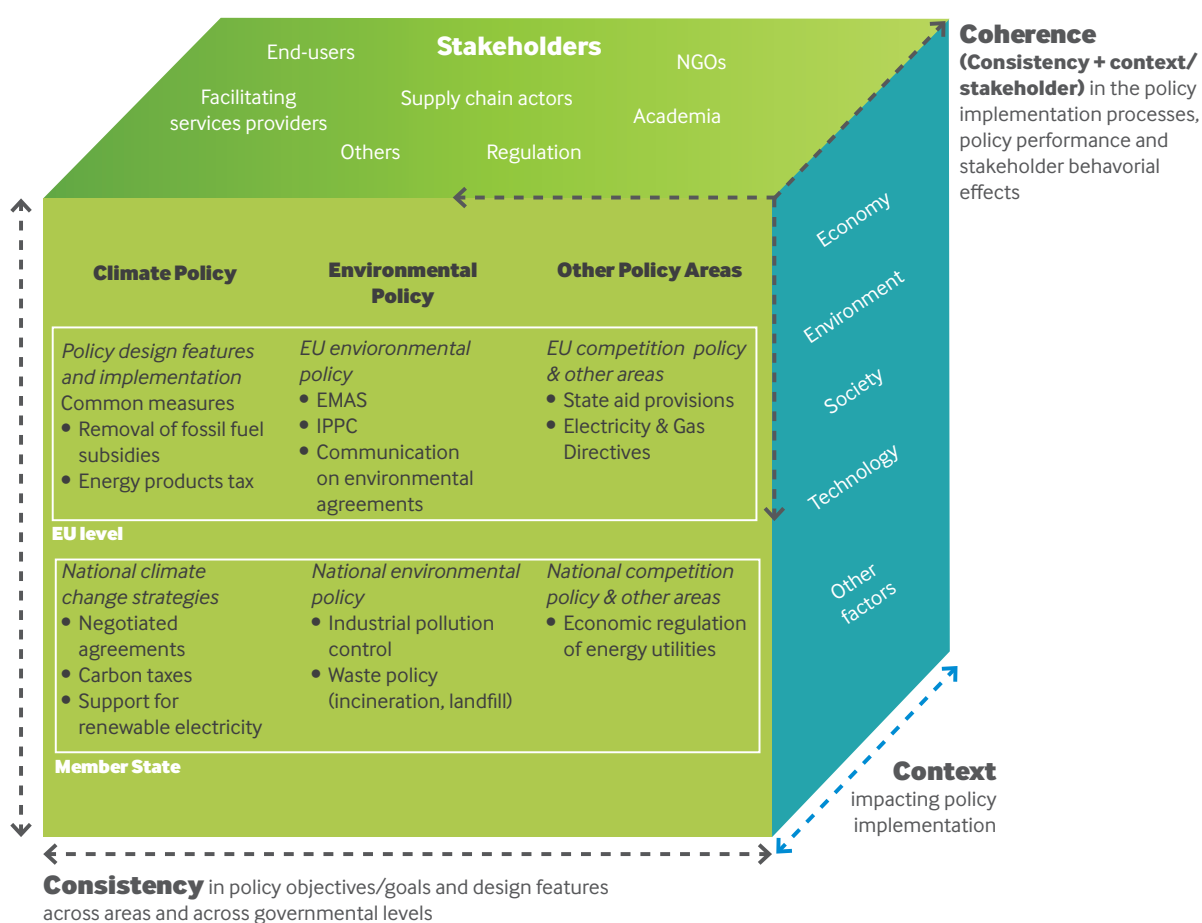 Stakeholders
End-users
NGOs
Facilitating
services providers
Supply chain actors
Academia
Others
Regulation
Coherence
(Consistency + context/
stakeholder) in the policy
implementation processes,
policy performance and
stakeholder behavorial
effects
Climate Policy
Environmental
Policy
Other Policy Areas
Policy design features
and implementation
Common measures
• Removal of fossil fuel
subsidies
• Energy products tax
EU envioronmental
policy
• EMAS
• IPPC
• Communication
on environmental
agreements
EU competition policy
& other areas
• State aid provisions
• Electricity & Gas
Directives
EU level
National climate
change strategies
• Negotiated
agreements
• Carbon taxes
• Support for
renewable electricity
National environmental
policy
• Industrial pollution
control
• Waste policy
(incineration, landfill)
National competition
policy & other areas
• Economic regulation
of energy utilities
Member State
Economy
Environment
Society
Technology
Other
factors
Context
impacting policy
implementation
Consistency in policy objectives/goals and design features
across areas and across governmental levels